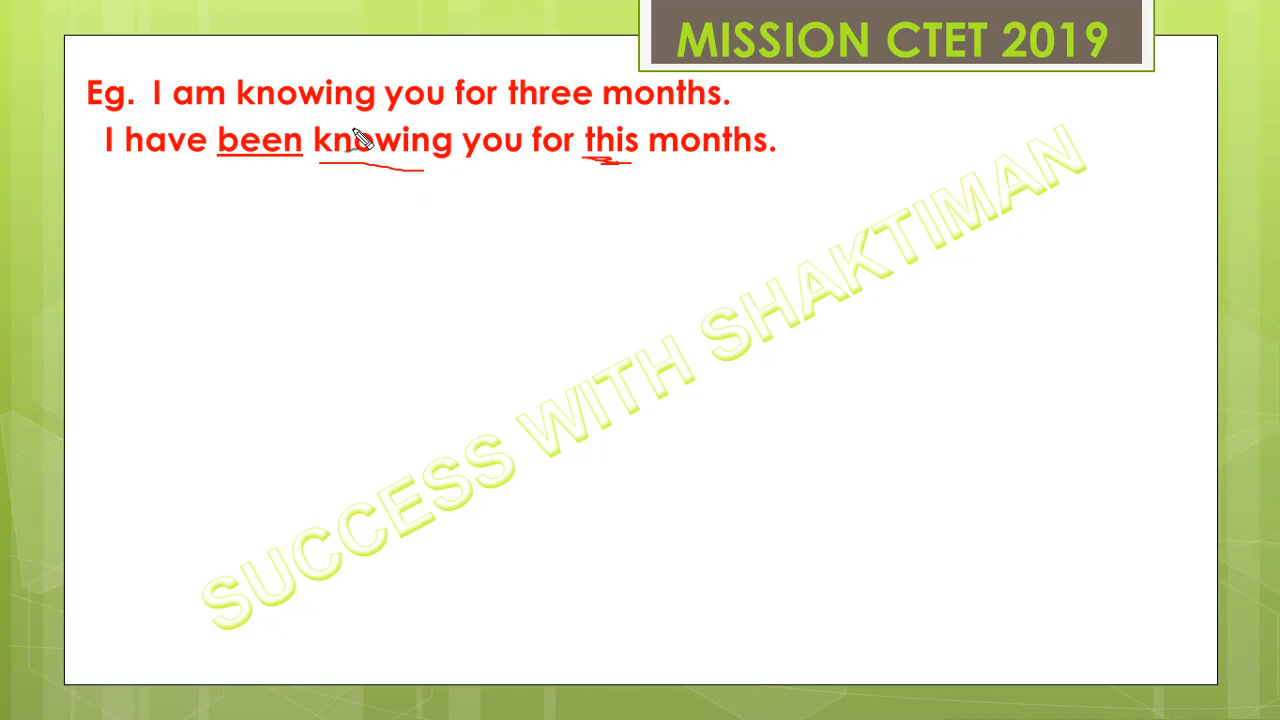 MISSION CTET 2019
Eg. I am knowing you for three months.
I have been knowing you for this months.
SUCCESS WITH SHAKTIMAN